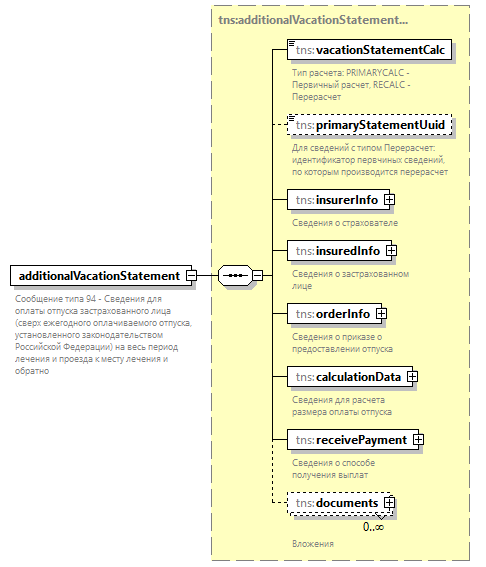 tns:additionalVacationStatement...
tns:vacationStatementCalc
Тип расчета: PRIMARYCALC -
Первичный расчет, RECALC -
Перерасчет
tns:primaryStatementUuid
Для сведений с типом Перерасчет:
идентификатор первчиных сведений,
по которым производится перерасчет
tns:insurerInfo
Сведения о страхователе
tns:insuredInfo
Сведения о застрахованном
лице
additionalVacationStatement
Сообщение типа 94 - Сведения для
оплаты отпуска застрахованного лица
(сверх ежегодного оплачиваемого отпуска,
установленного законодательством
Российской Федерации) на весь период
лечения и проезда к месту лечения и
обратно
tns:orderInfo
Сведения о приказе о
предоставлении отпуска
tns:calculationData
Сведения для расчета
размера оплаты отпуска
tns:receivePayment
Сведения о способе
получения выплат
tns:documents
0..∞
Вложения